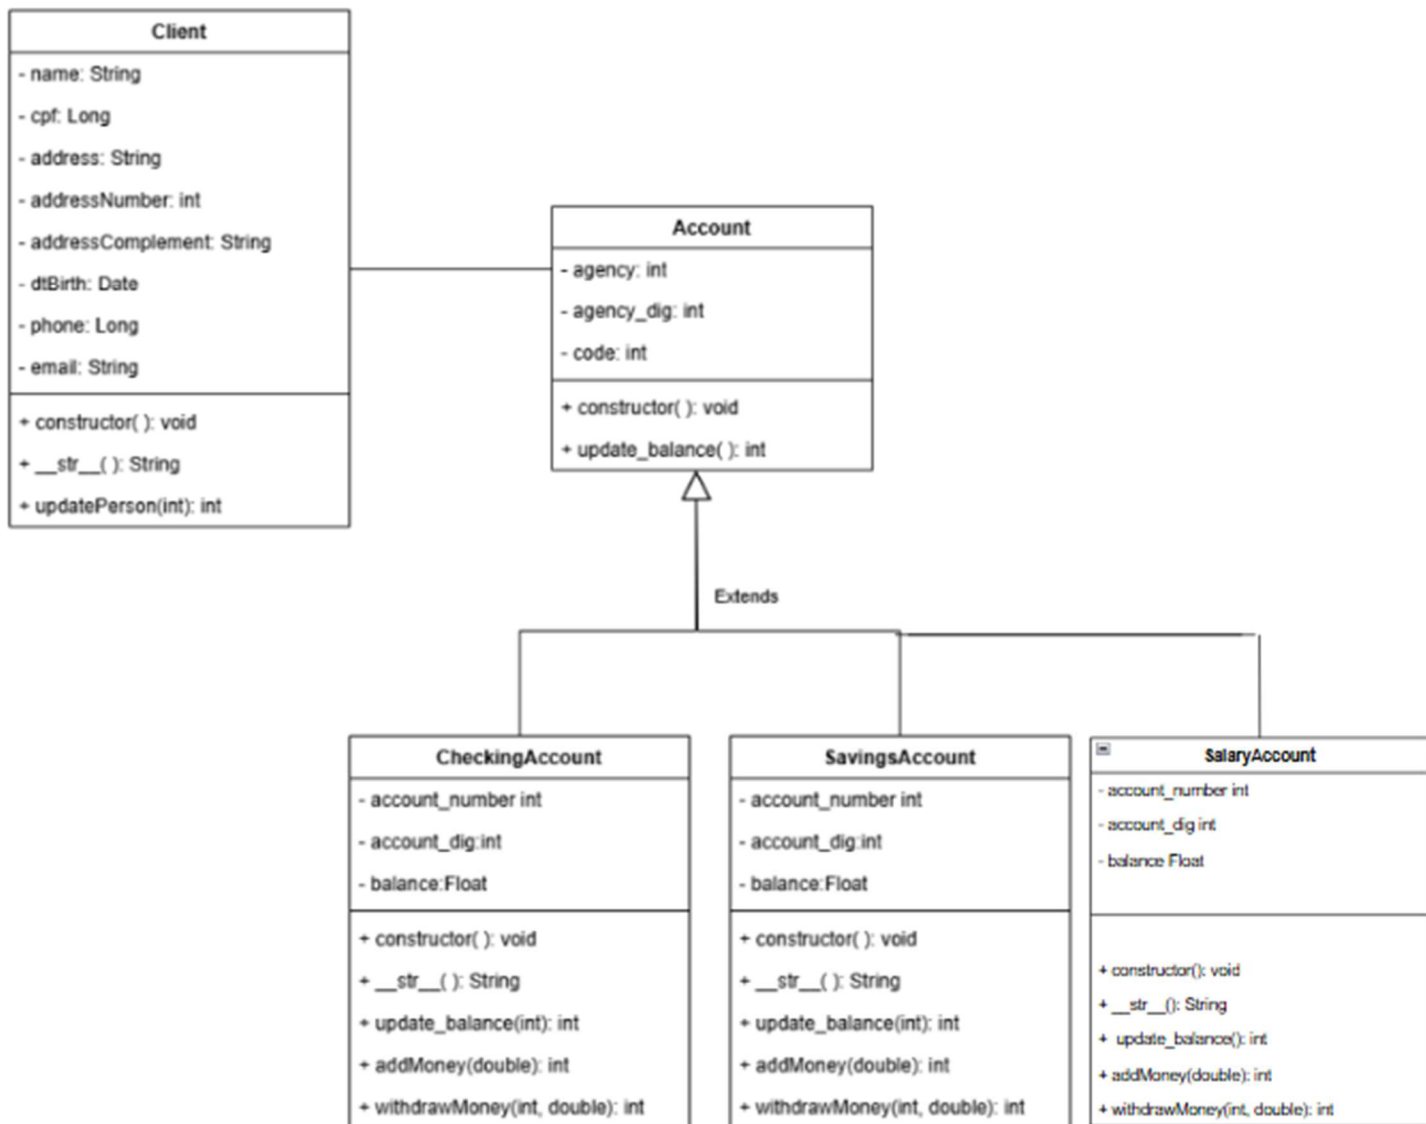 Client
- name: String
- cpf: Long
- address: String
- addressNumber: int
- addressComplement: String
- dtBirth: Date
- phone: Long
- email: String
+ constructor( ): void
+ __str__( ): String
+ updatePerson(int): int
Account
- agency: int
- agency_dig: int
- code: int
+ constructor( ): void
+ update_balance( ): int
Extends
CheckingAccount
- account_number int
- account_dig:int
- balance:Float
+ constructor( ): void
+ __str__( ): String
+ update_balance(int): int
+ addMoney(double): int
+ withdrawMoney(int, double): int
SavingsAccount
- account_number int
- account_dig:int
- balance:Float
+ constructor( ): void
+ __str__( ): String
+ update_balance(int): int
+ addMoney(double): int
+ withdrawMoney(int, double): int
SalaryAccount
- account_number int
- account_dig int
- balance Float
+ constructor(): void
+ __str__(): String
+ update_balance(): int
+ addMoney(double): int
+ withdrawMoney(int, double): int